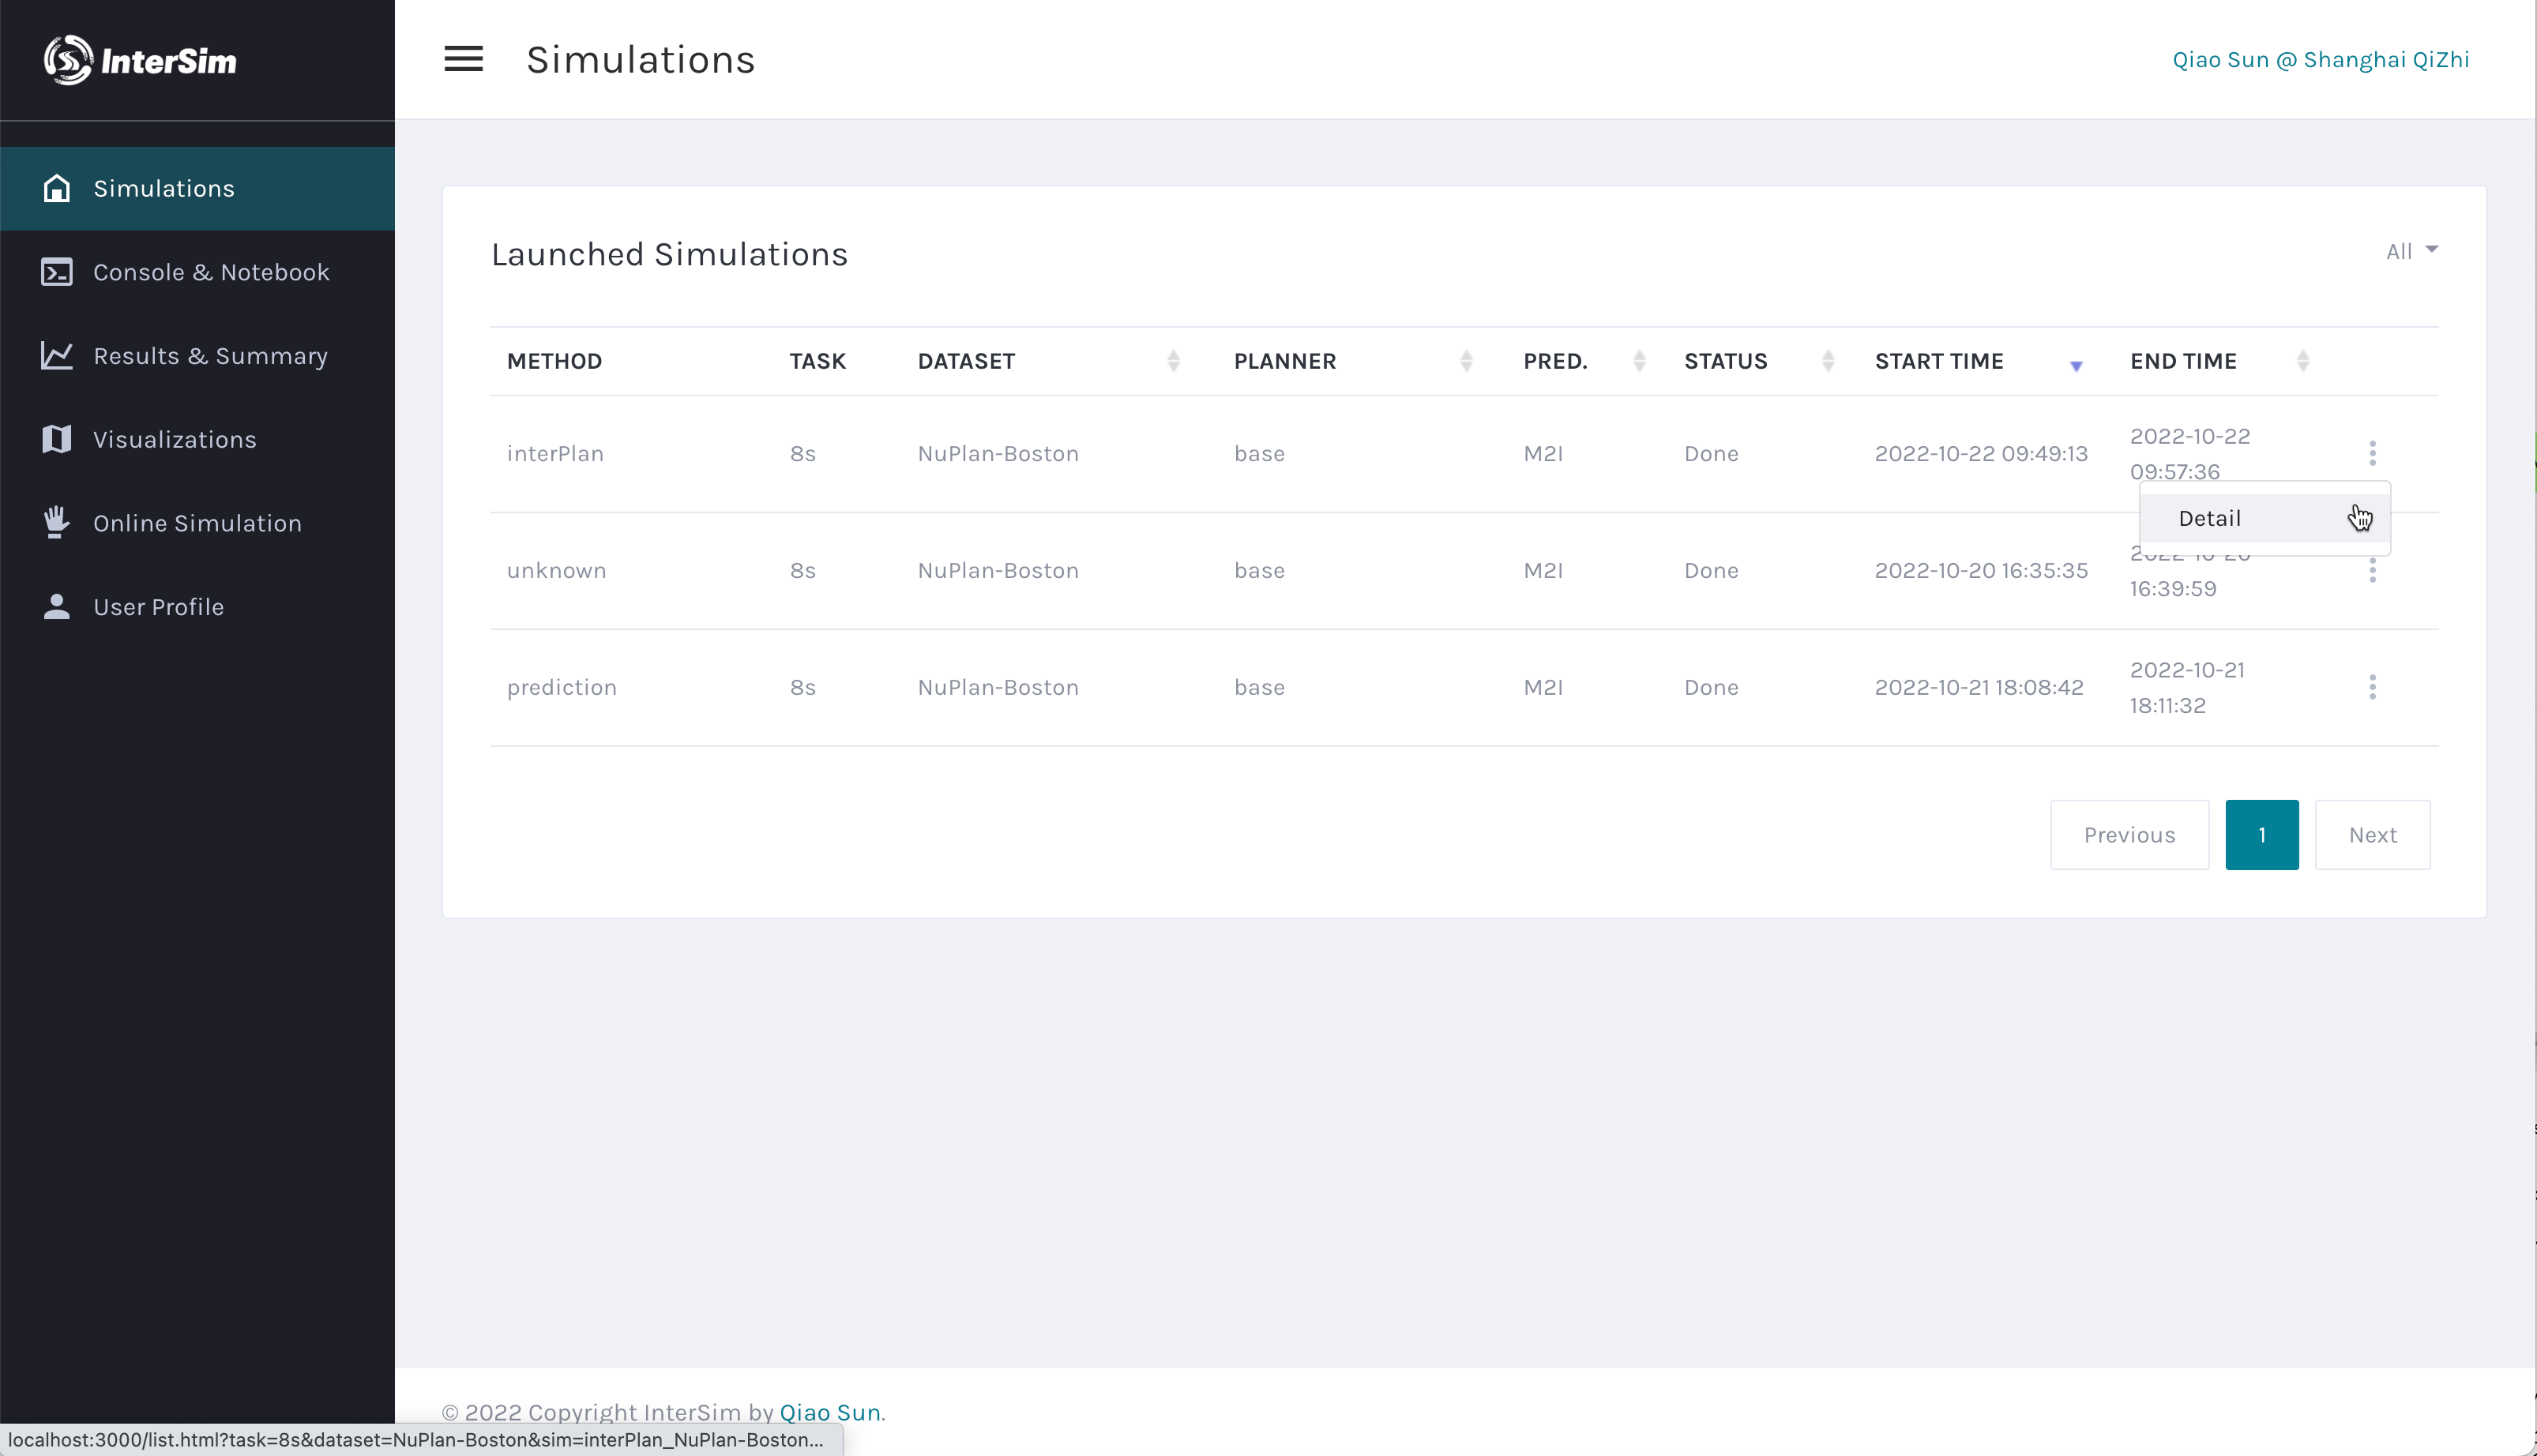 InterSim
Simulations
Qiao Sun @ Shanghai QiZhi
Simulations
Console & Notebook
Results & Summary
Visualizations
Online Simulation
User Profile
Launched Simulations
All
METHOD TASK DATASET PLANNER PRED. STATUS START TIME END TIME
interPlan 8s NuPlan-Boston base M2I Done 2022-10-22 09:49:13 2022-10-22
09:57:36
Detail
unknown 8s NuPlan-Boston base M2I Done 2022-10-20 16:35:35 2022-10-20
16:39:59
prediction 8s NuPlan-Boston base M2I Done 2022-10-21 18:08:42 2022-10-21
18:11:32
Previous 1 Next
© 2022 Copyright InterSim by Qiao Sun.
localhost:3000/list.html?task=8s&dataset=NuPlan-Boston&sim=interPlan_NuPlan-Boston...